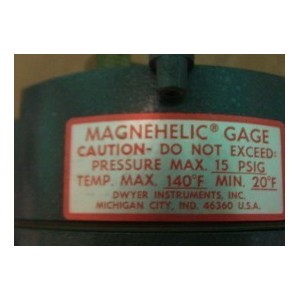 MAGNEHELIC® GAGE
CAUTION- DO NOT EXCEED:
PRESSURE MAX. 15 PSIG
TEMP. MAX. 140°F MIN. 20°F
DWYER INSTRUMENTS, INC.
MICHIGAN CITY, IND. 46360 U.S.A.